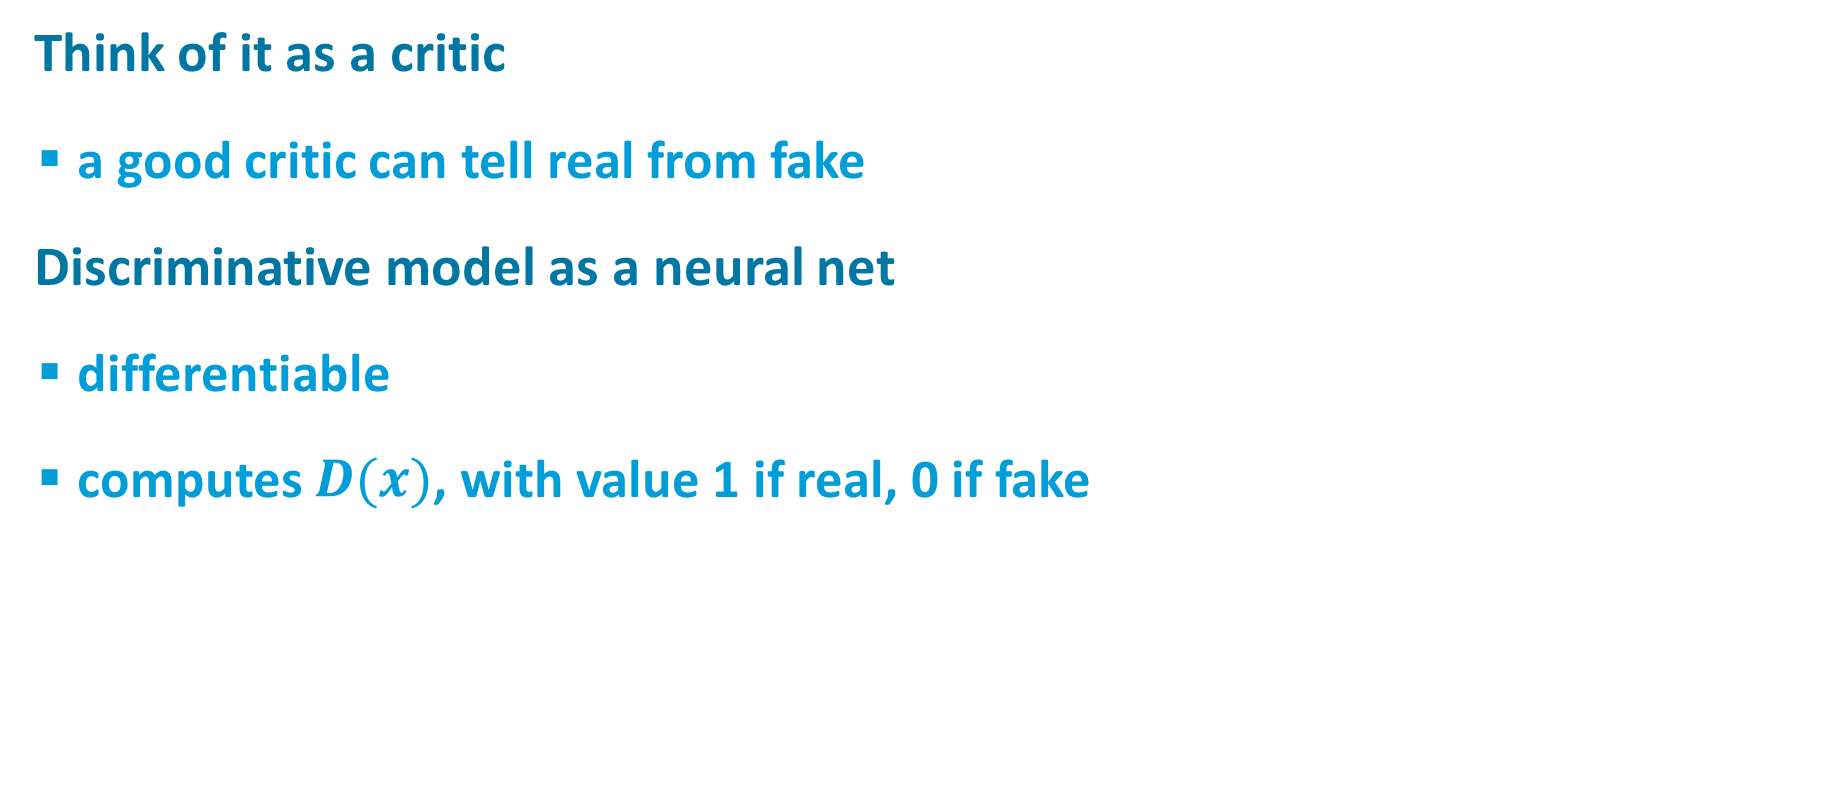 Think of it as a critic
▪ a good critic can tell real from fake
Discriminative model as a neural net
▪ differentiable
▪ computes D(x), with value 1 if real, 0 if fake